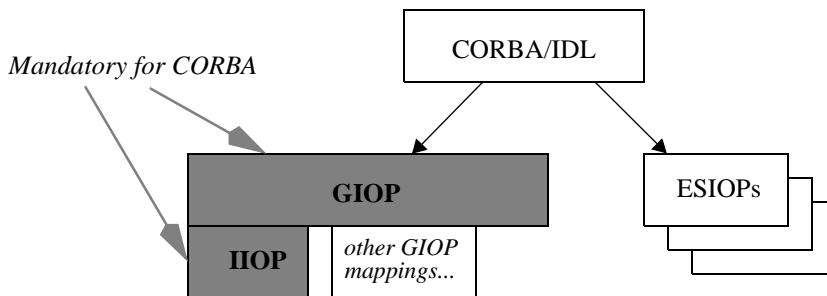 CORBA/IDL
Mandatory for CORBA
GIOP
ESIOPs
IIOP
other GIOP
mappings...